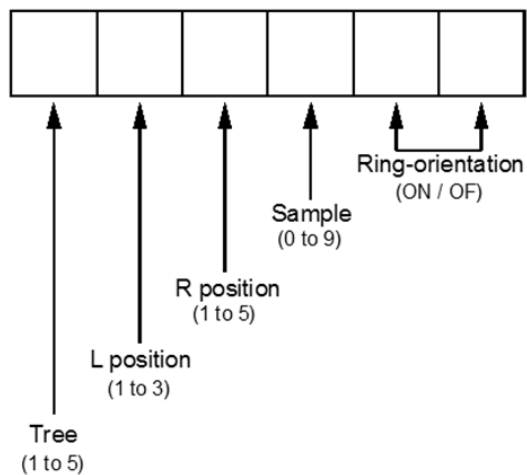 Ring-orientation
(ON / OF)
Sample
(0 to 9)
R position
(1 to 5)
L position
(1 to 3)
Tree
(1 to 5)